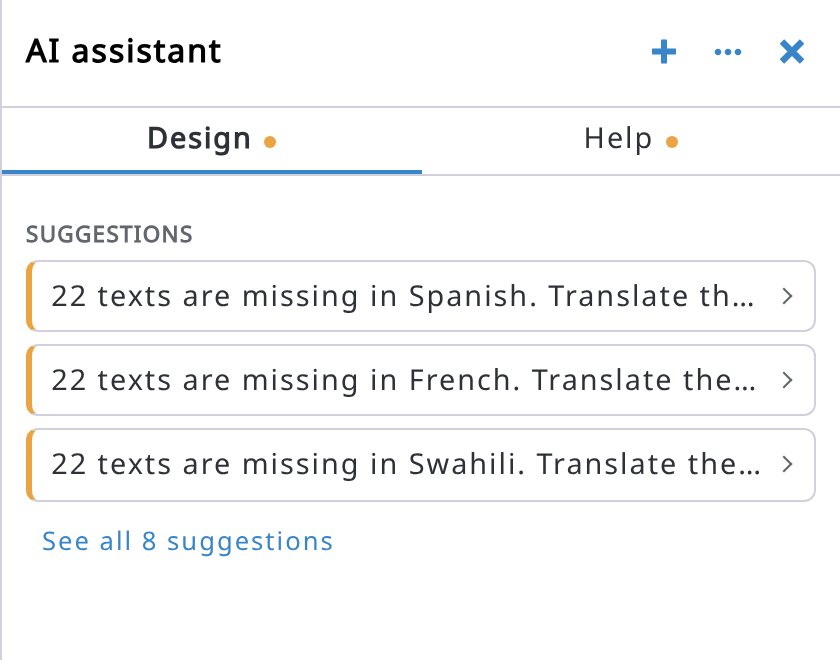 AI assistant
Design
Help
SUGGESTIONS
22 texts are missing in Spanish. Translate th...
22 texts are missing in French. Translate the...
22 texts are missing in Swahili. Translate the...
See all 8 suggestions